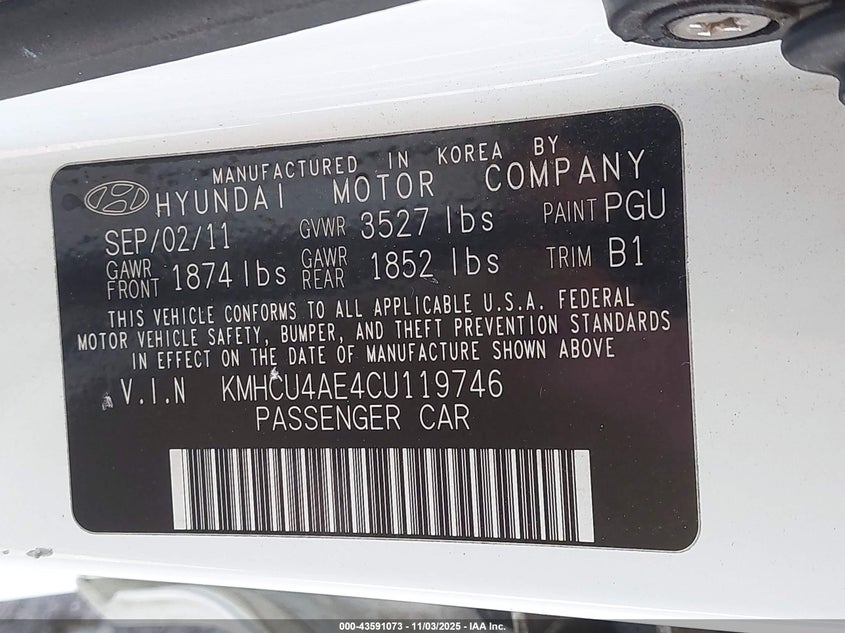 MANUFACTURED IN KOREA BY
HYUNDAI MOTOR COMPANY
SEP/02/11 GVWR 3527 lbs PAINT PGU
GAWR FRONT 1874 lbs GAWR REAR 1852 lbs TRIM B1
THIS VEHICLE CONFORMS TO ALL APPLICABLE U.S.A. FEDERAL
MOTOR VEHICLE SAFETY, BUMPER, AND THEFT PREVENTION STANDARDS
IN EFFECT ON THE DATE OF MANUFACTURE SHOWN ABOVE
V.I.N KMHCU4AE4CU119746
PASSENGER CAR
000-43591073 - 11/03/2025 - IAA Inc.